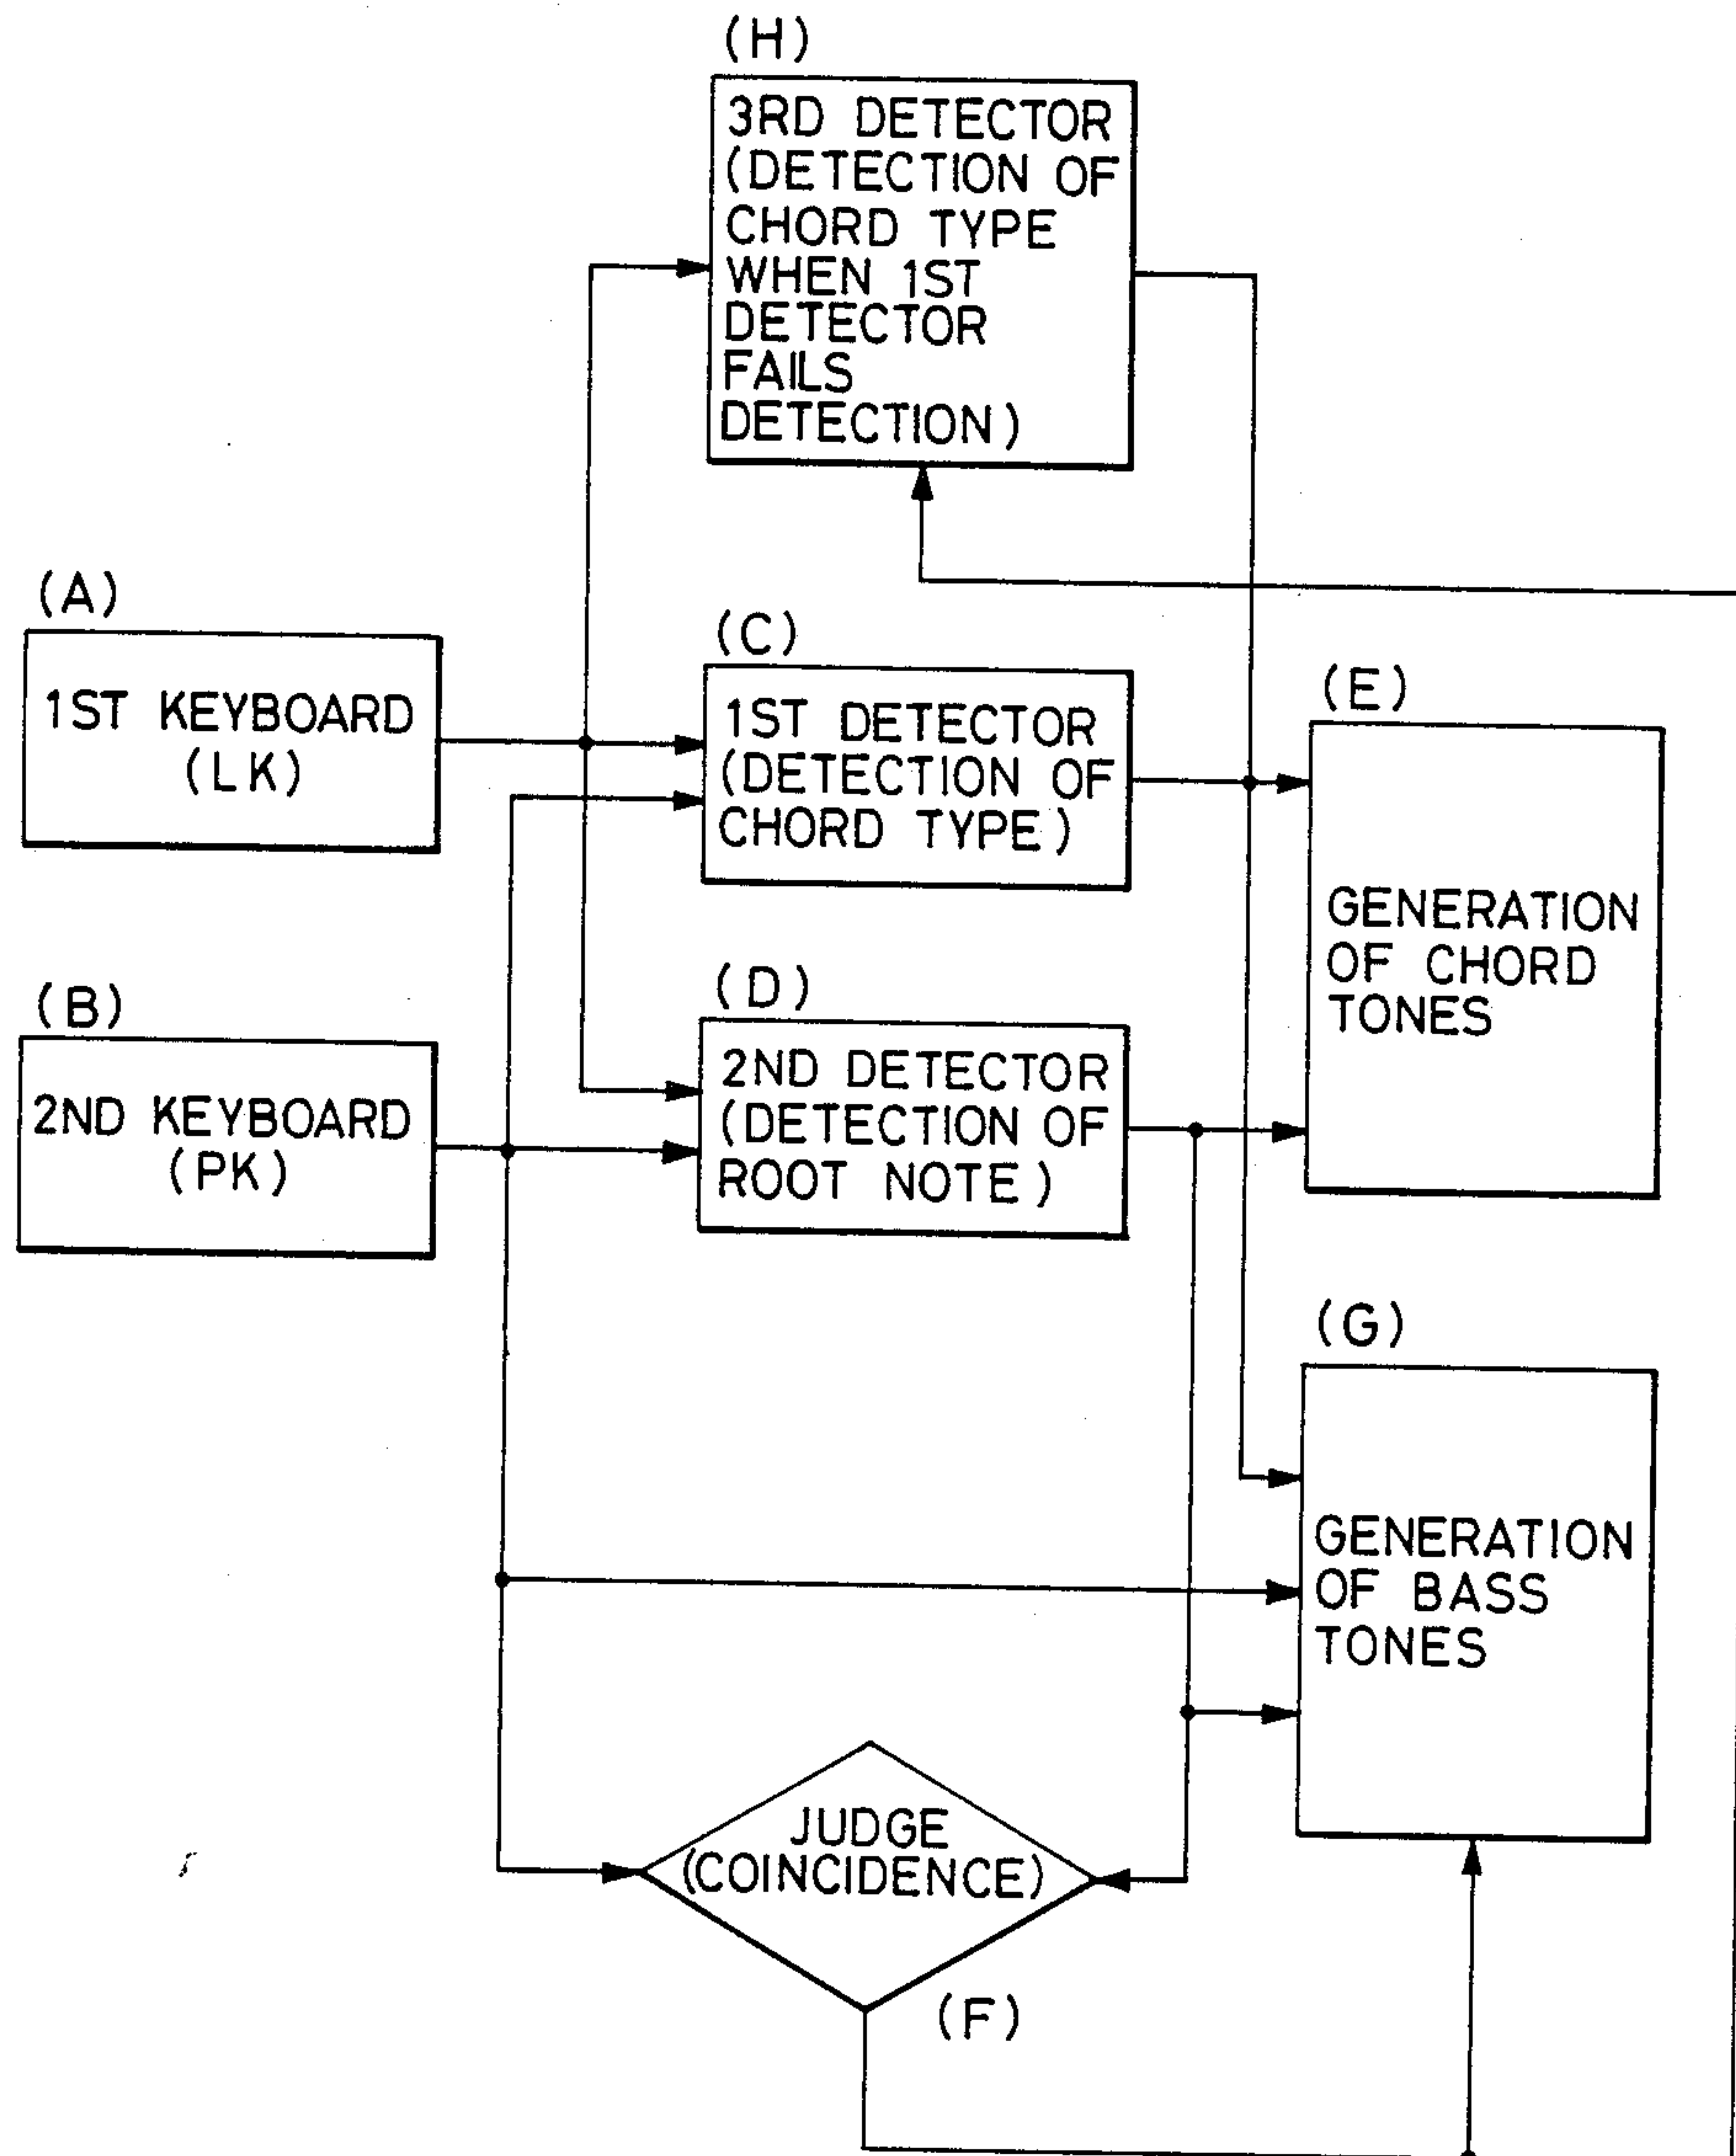 (H)
3RD DETECTOR
(DETECTION OF
CHORD TYPE
WHEN 1ST
DETECTOR
FAILS
DETECTION)
(A)
1ST KEYBOARD
(LK)
(C)
1ST DETECTOR
(DETECTION OF
CHORD TYPE)
(E)
GENERATION
OF CHORD
TONES
(B)
2ND KEYBOARD
(PK)
(D)
2ND DETECTOR
(DETECTION OF
ROOT NOTE)
(G)
GENERATION
OF BASS
TONES
JUDGE
(COINCIDENCE)
(F)